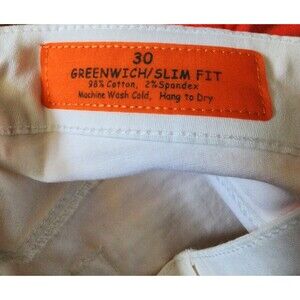 30
GREENWICH/SLIM FIT
98% Cotton, 2% Spandex
Machine Wash Cold, Hang to Dry